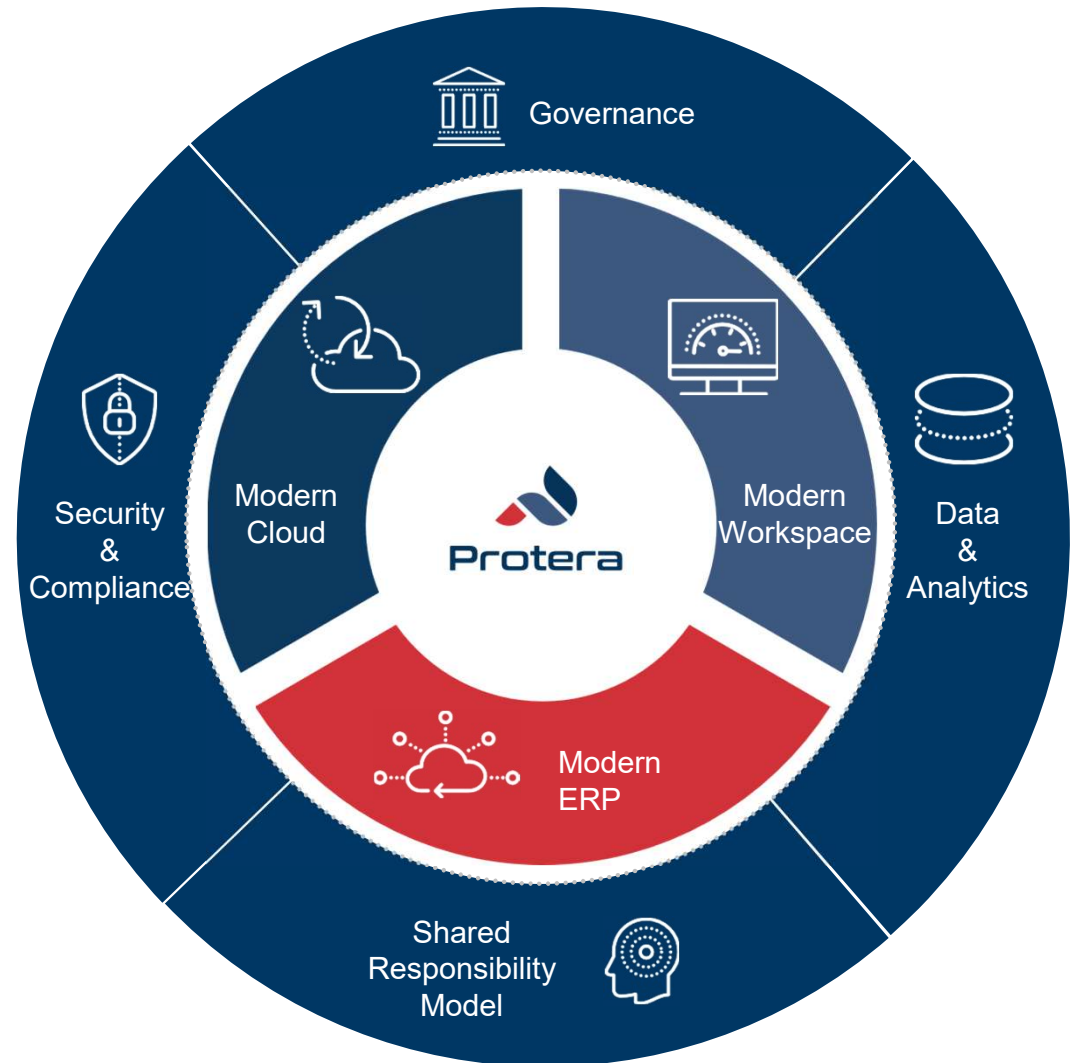 Governance
Security
&
Compliance
Modern
Cloud
Protera
Modern
Workspace
Data
&
Analytics
Modern
ERP
Shared
Responsibility
Model